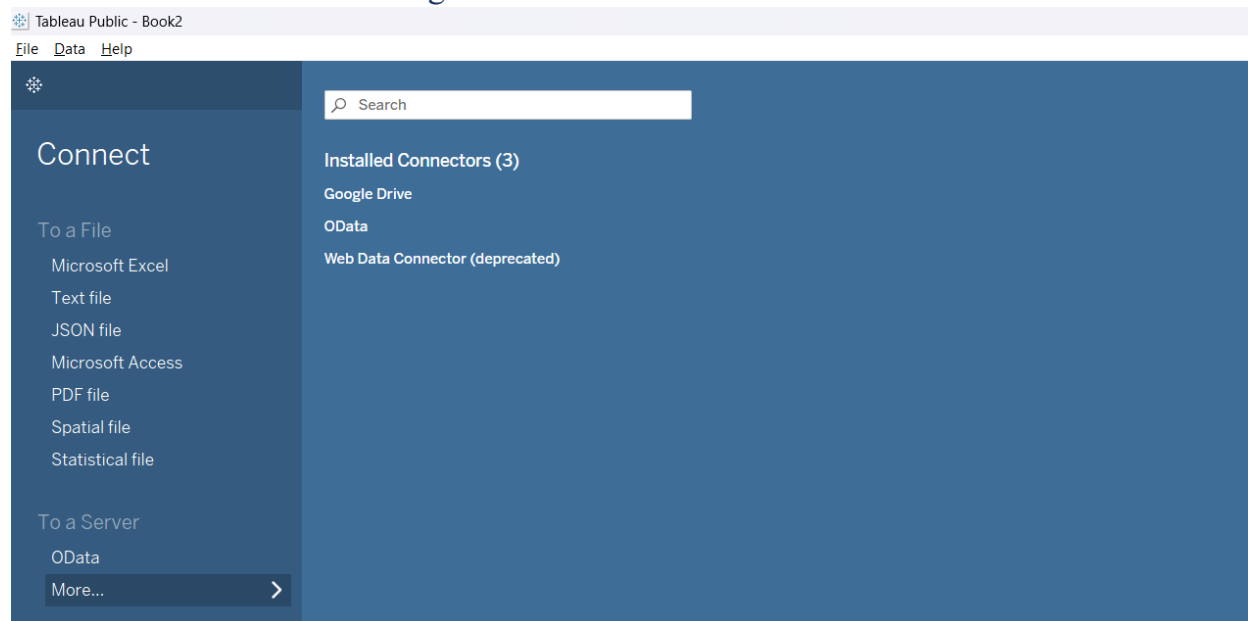 Tableau Public - Book2
File Data Help
Search
Connect
Installed Connectors (3)
Google Drive
OData
Web Data Connector (deprecated)
To a File
Microsoft Excel
Text file
JSON file
Microsoft Access
PDF file
Spatial file
Statistical file
To a Server
OData
More...